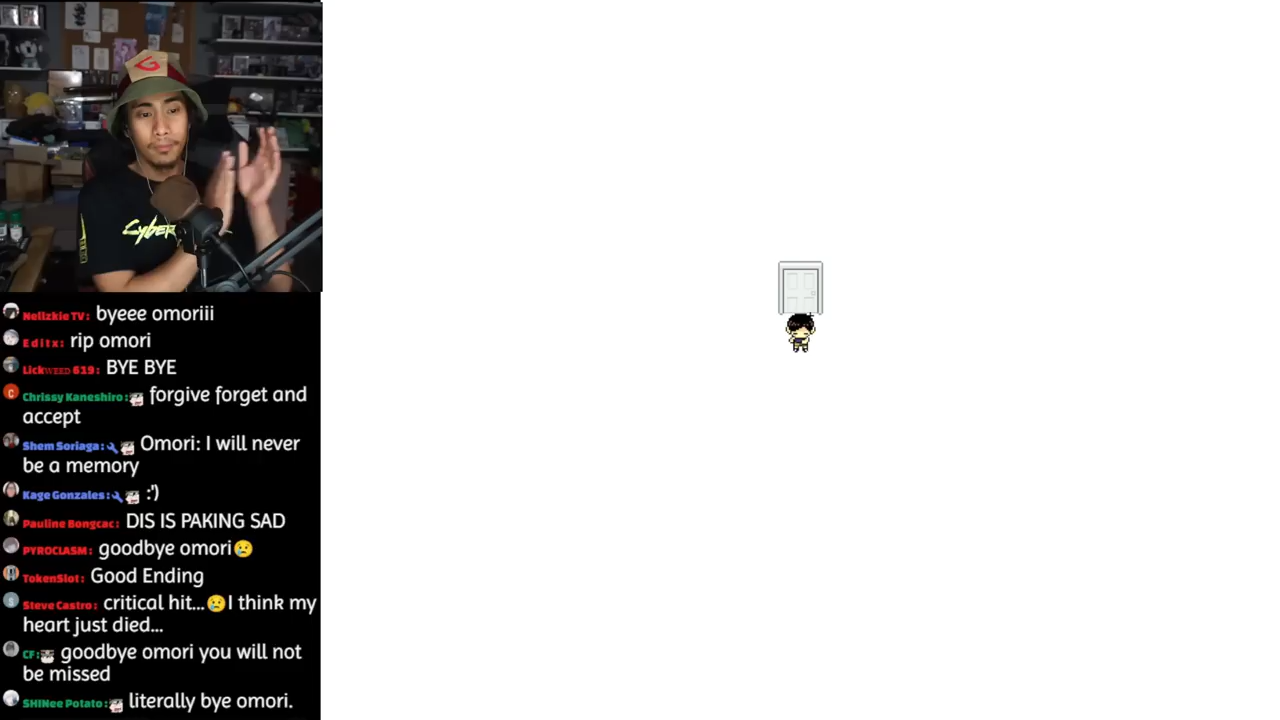 Cyber
Nellzkie TV: byeee omoriii
Editx: rip omori
LickWEED 619: BYE BYE
Chrissy Kaneshiro: forgive forget and
accept
Shem Soriaga: Omori: I will never
be a memory
Kage Gonzales: :')
Pauline Bongcac: DIS IS PAKING SAD
PYROCLASM: goodbye omori😢
TokenSlot: Good Ending
Steve Castro: critical hit...😢I think my
heart just died...
CF: goodbye omori you will not
be missed
SHINee Potato: literally bye omori.